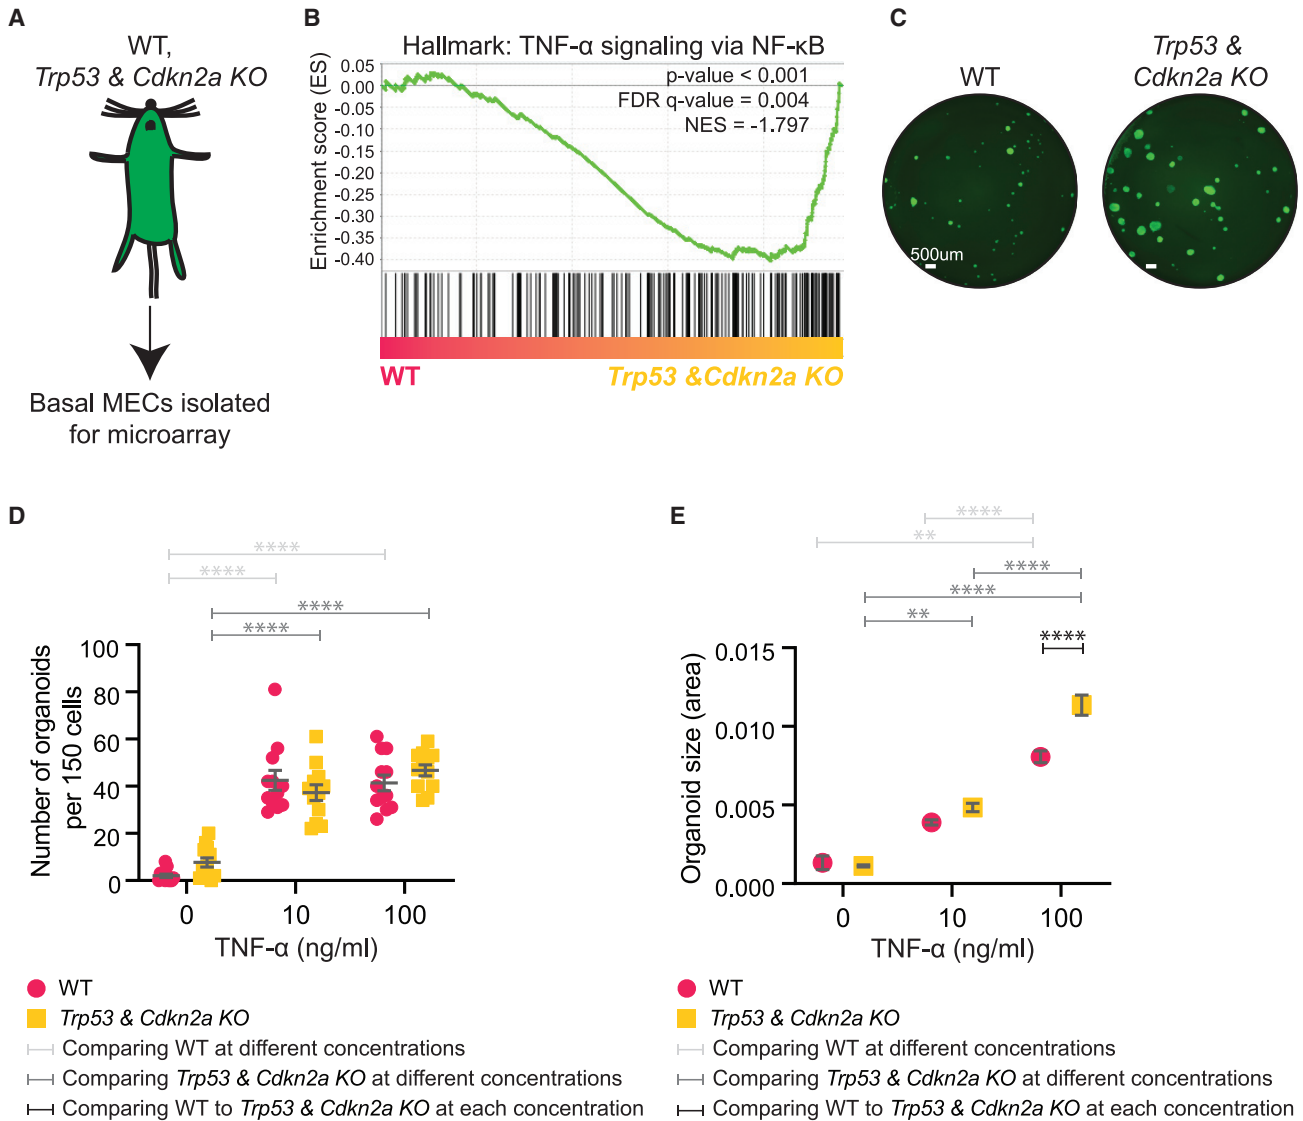 A
WT,
Trp53 & Cdkn2a KO
Basal MECs isolated
for microarray
B
Hallmark: TNF-α signaling via NF-κB
p-value < 0.001
FDR q-value = 0.004
NES = -1.797
Enrichment score (ES)
0.05
0.00
-0.05
-0.10
-0.15
-0.20
-0.25
-0.30
-0.35
-0.40
WT
Trp53 &Cdkn2a KO
C
WT
Trp53 &
Cdkn2a KO
500um
D
****
****
****
****
Number of organoids
per 150 cells
100
80
60
40
20
0
0
10
100
TNF-α (ng/ml)
WT
Trp53 & Cdkn2a KO
Comparing WT at different concentrations
Comparing Trp53 & Cdkn2a KO at different concentrations
Comparing WT to Trp53 & Cdkn2a KO at each concentration
E
****
**
****
****
**
****
Organoid size (area)
0.015
0.010
0.005
0.000
0
10
100
TNF-α (ng/ml)
WT
Trp53 & Cdkn2a KO
Comparing WT at different concentrations
Comparing Trp53 & Cdkn2a KO at different concentrations
Comparing WT to Trp53 & Cdkn2a KO at each concentration